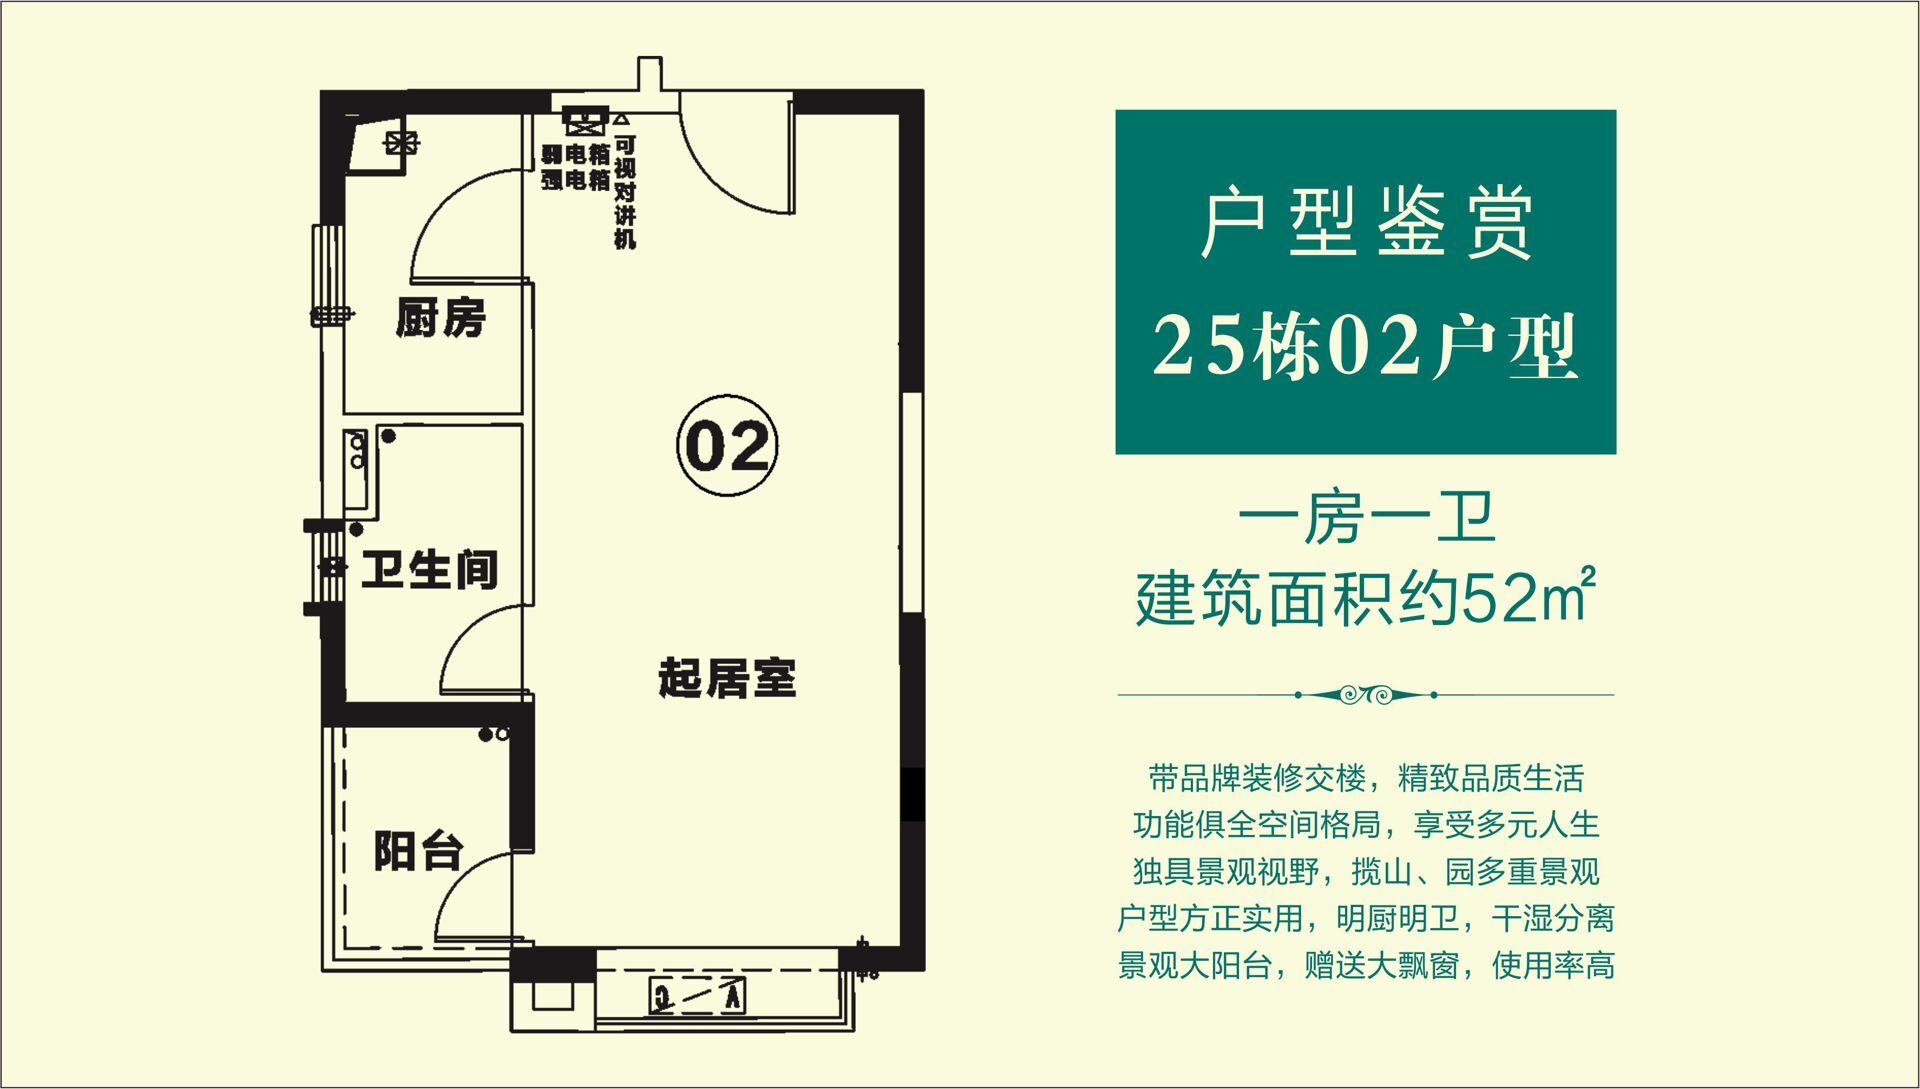 弱电箱
强电箱
可视对讲机
厨房
02
卫生间
起居室
阳台
户型鉴赏
25栋02户型
一房一卫
建筑面积约52㎡
带品牌装修交楼，精致品质生活
功能俱全空间格局，享受多元人生
独具景观视野，揽山、园多重景观
户型方正实用，明厨明卫，干湿分离
景观大阳台，赠送大飘窗，使用率高